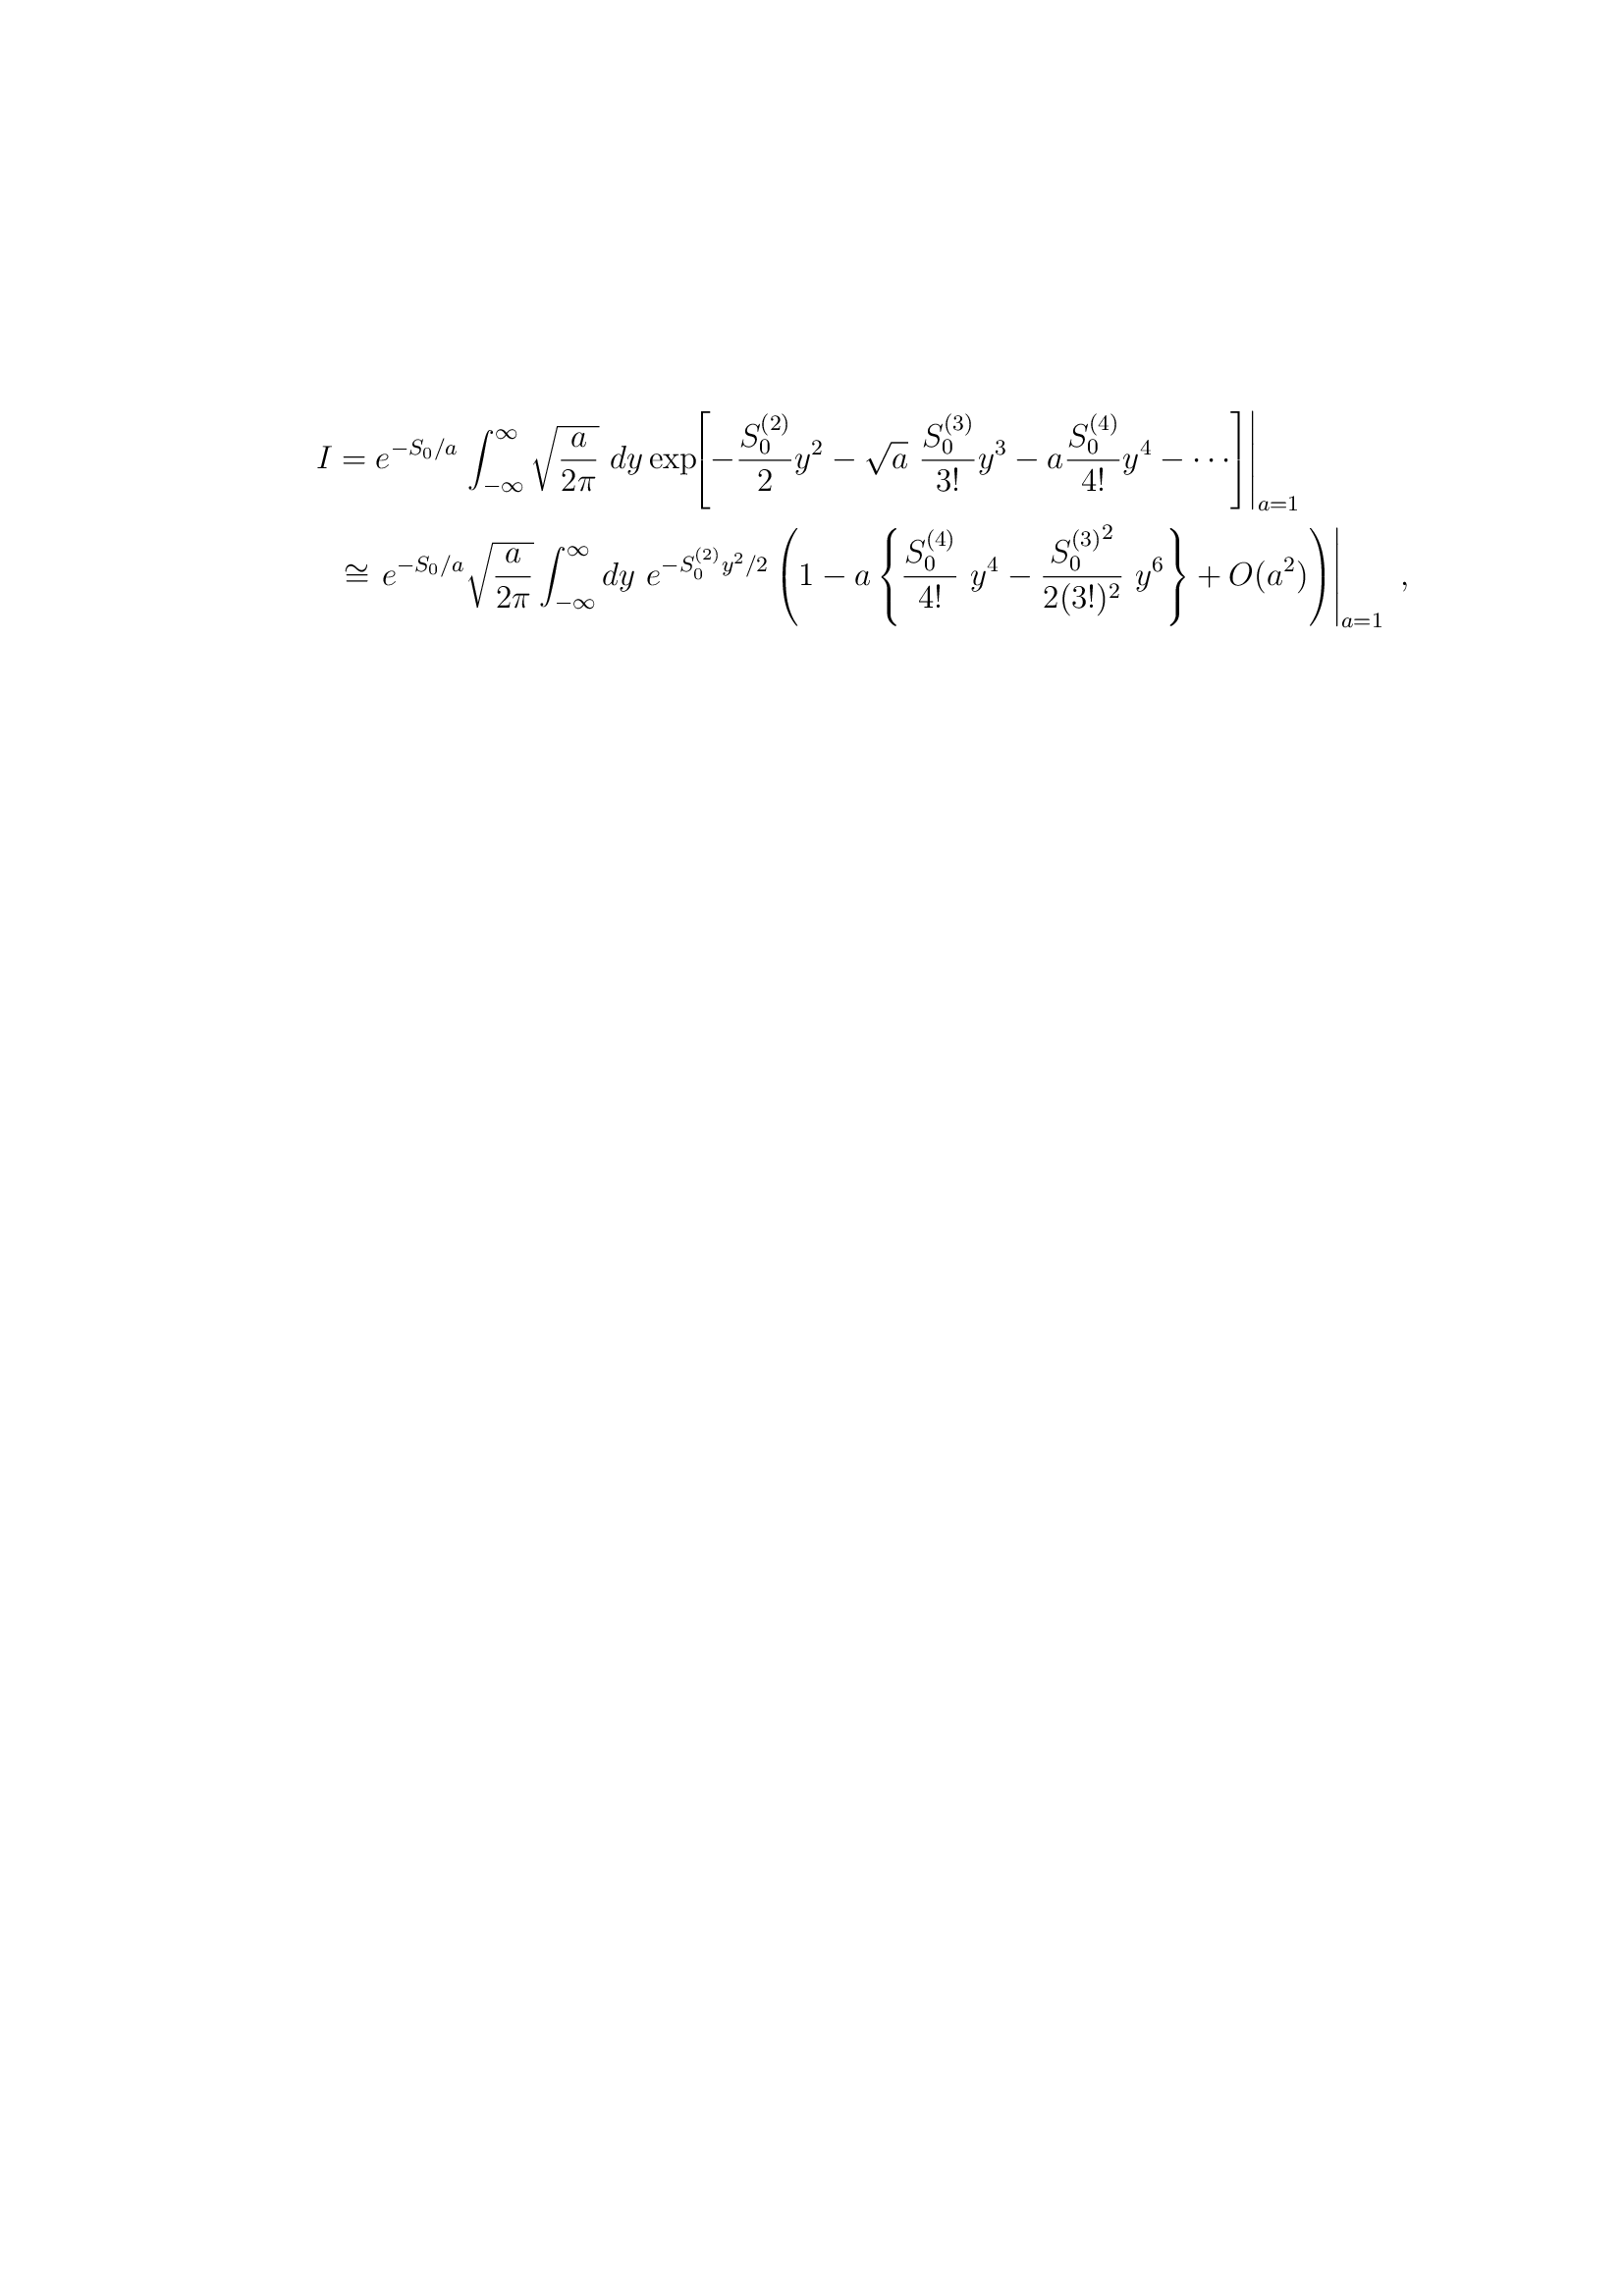 I = e^{-S_0/a} \int_{-\infty}^{\infty} \sqrt{\frac{a}{2\pi}} \ dy \exp\left[ -\frac{S_0^{(2)}}{2} y^2 - \sqrt{a} \ \frac{S_0^{(3)}}{3!} y^3 - a \frac{S_0^{(4)}}{4!} y^4 - \cdots \right] \Bigg|_{a=1}
\cong e^{-S_0/a} \sqrt{\frac{a}{2\pi}} \int_{-\infty}^{\infty} dy \ e^{-S_0^{(2)} y^2/2} \left( 1 - a \left\{ \frac{S_0^{(4)}}{4!} \ y^4 - \frac{{S_0^{(3)}}^2}{2(3!)^2} \ y^6 \right\} + O(a^2) \right) \Bigg|_{a=1} ,